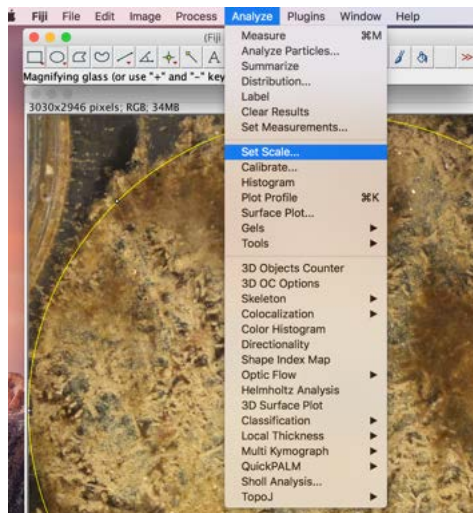 Fiji File Edit Image Process Analyze Plugins Window Help
(Fiji
A
Magnifying glass (or use "+" and "-" key
3030x2946 pixels; RGB; 34MB
Measure ⌘M
Analyze Particles...
Summarize
Distribution...
Label
Clear Results
Set Measurements...
Set Scale...
Calibrate...
Histogram
Plot Profile ⌘K
Surface Plot...
Gels
Tools
3D Objects Counter
3D OC Options
Skeleton
Colocalization
Color Histogram
Directionality
Shape Index Map
Optic Flow
Helmholtz Analysis
3D Surface Plot
Classification
Local Thickness
Multi Kymograph
QuickPALM
Sholl Analysis...
TopoJ